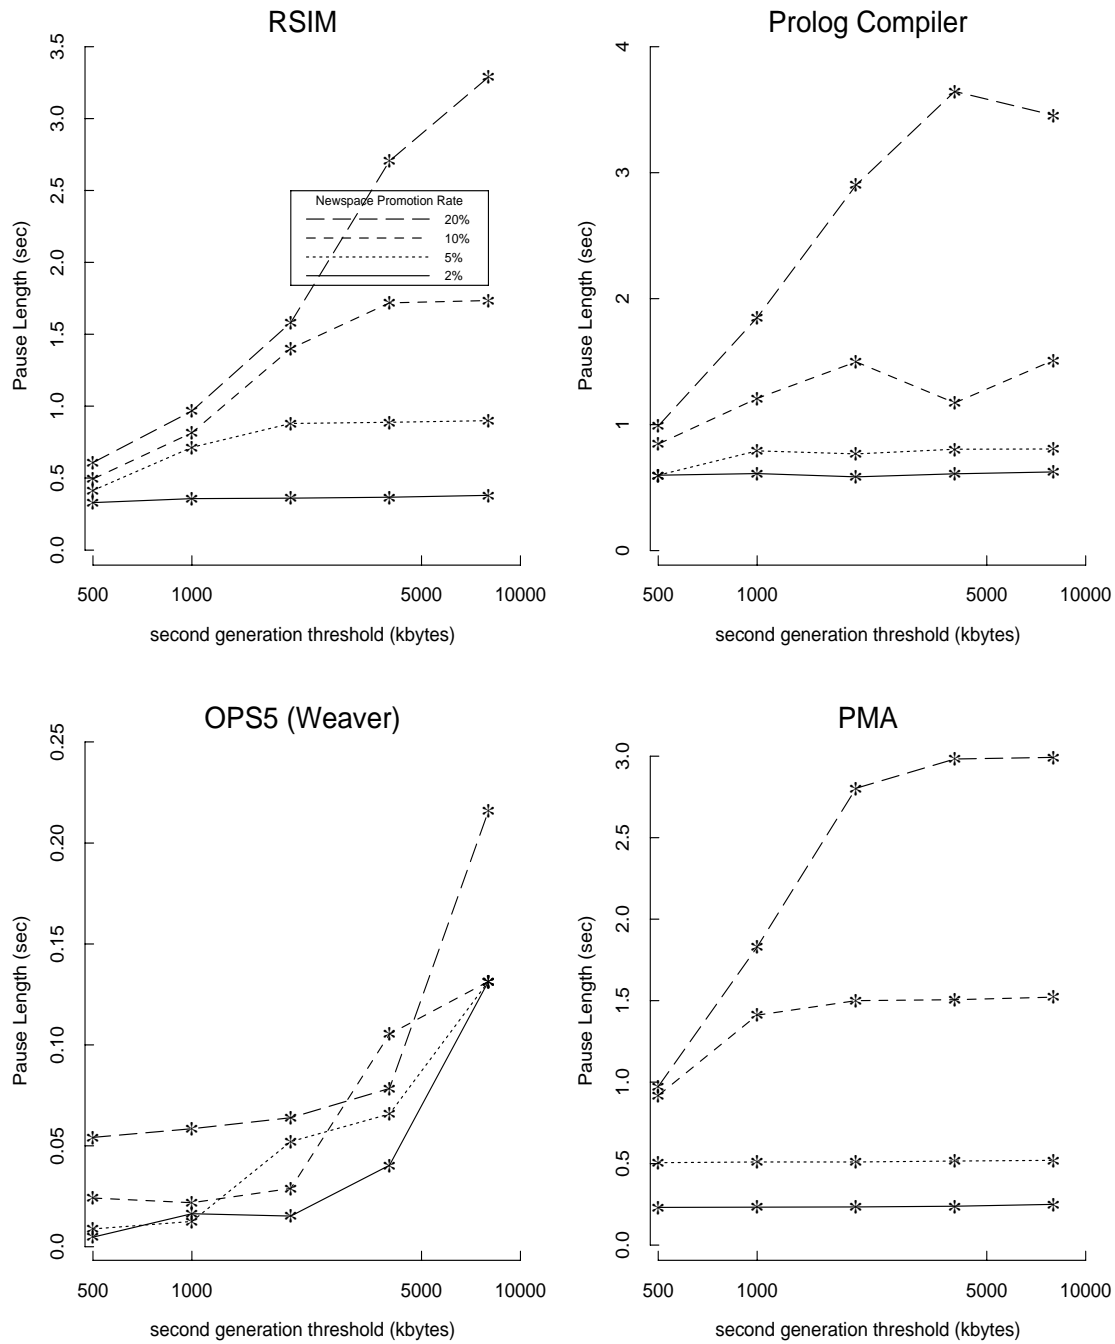 RSIM
3.5
3.0
2.5
2.0
1.5
1.0
0.5
0.0
Pause Length (sec)
Newspace Promotion Rate
20%
10%
5%
2%
500 1000 5000 10000
second generation threshold (kbytes)
Prolog Compiler
4
3
2
1
0
Pause Length (sec)
500 1000 5000 10000
second generation threshold (kbytes)
OPS5 (Weaver)
0.25
0.20
0.15
0.10
0.05
0.0
Pause Length (sec)
500 1000 5000 10000
second generation threshold (kbytes)
PMA
3.0
2.5
2.0
1.5
1.0
0.5
0.0
Pause Length (sec)
500 1000 5000 10000
second generation threshold (kbytes)